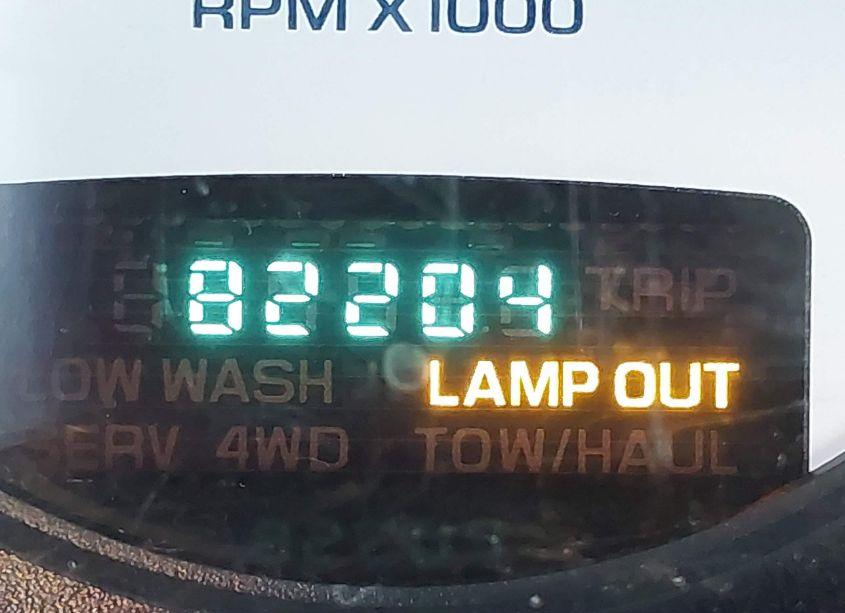 RPM X1000
82204 TRIP
LOW WASH LAMP OUT
SERV 4WD TOW/HAUL